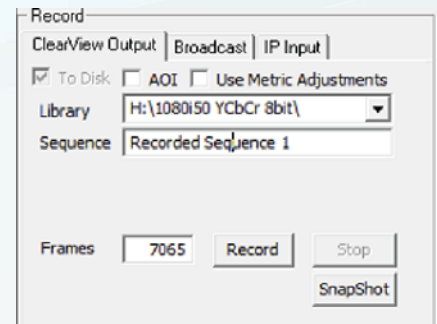 Record
ClearView Output Broadcast IP Input
To Disk AOI Use Metric Adjustments
Library H:\1080i50 YCbCr 8bit\
Sequence Recorded Sequence 1
Frames 7065 Record Stop
SnapShot